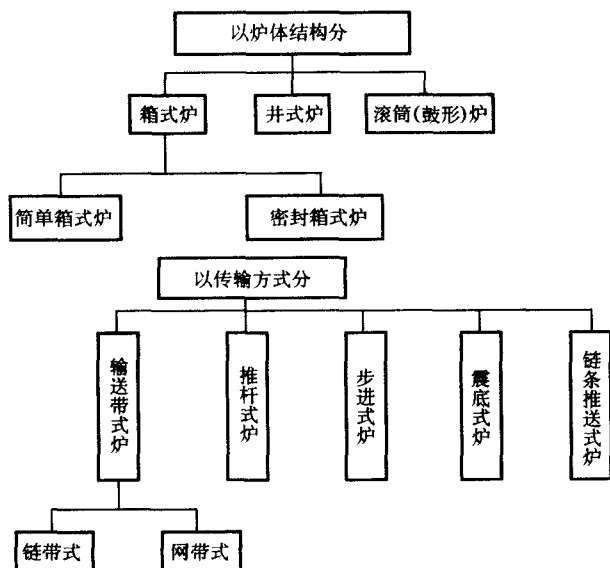 以炉体结构分
箱式炉
井式炉
滚筒(鼓形)炉
简单箱式炉
密封箱式炉
以传输方式分
输送带式炉
推杆式炉
步进式炉
震底式炉
链条推送式炉
链带式
网带式